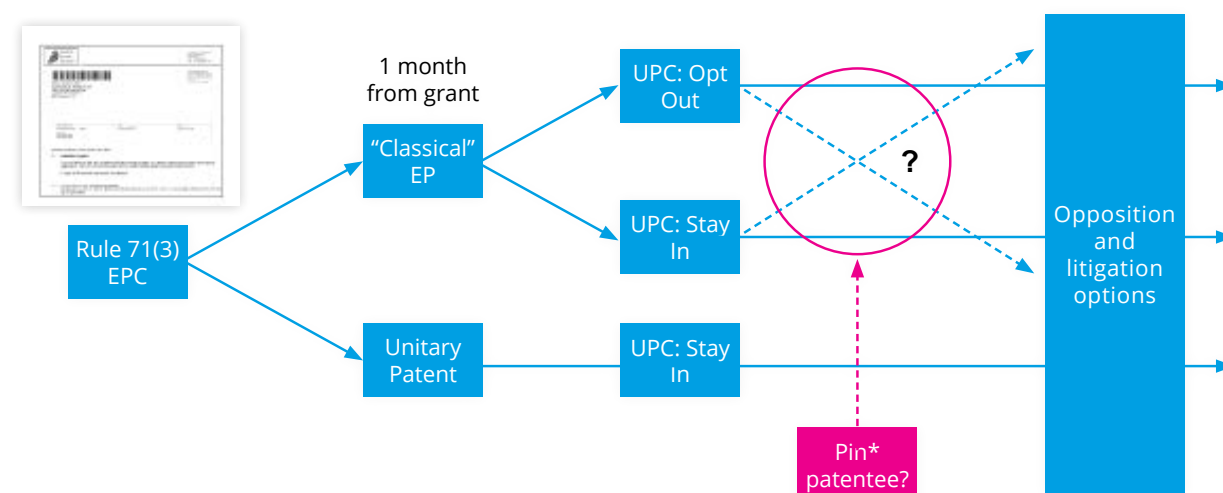 1 month
from grant
"Classical"
EP
Rule 71(3)
EPC
Unitary
Patent
UPC: Opt
Out
UPC: Stay
In
UPC: Stay
In
?
Pin*
patentee?
Opposition
and
litigation
options